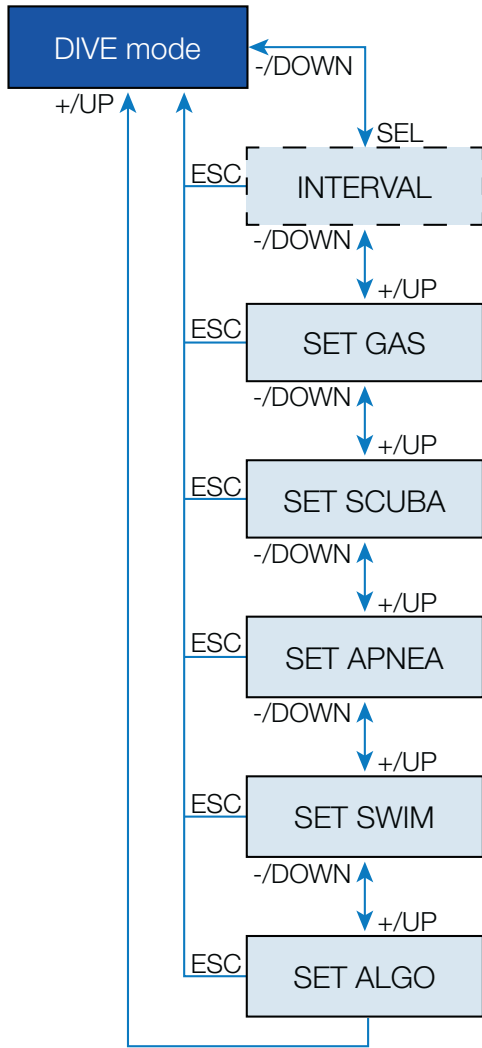 DIVE mode
-/DOWN
+/UP
SEL
ESC
INTERVAL
-/DOWN
+/UP
ESC
SET GAS
-/DOWN
+/UP
ESC
SET SCUBA
-/DOWN
+/UP
ESC
SET APNEA
-/DOWN
+/UP
ESC
SET SWIM
-/DOWN
+/UP
ESC
SET ALGO